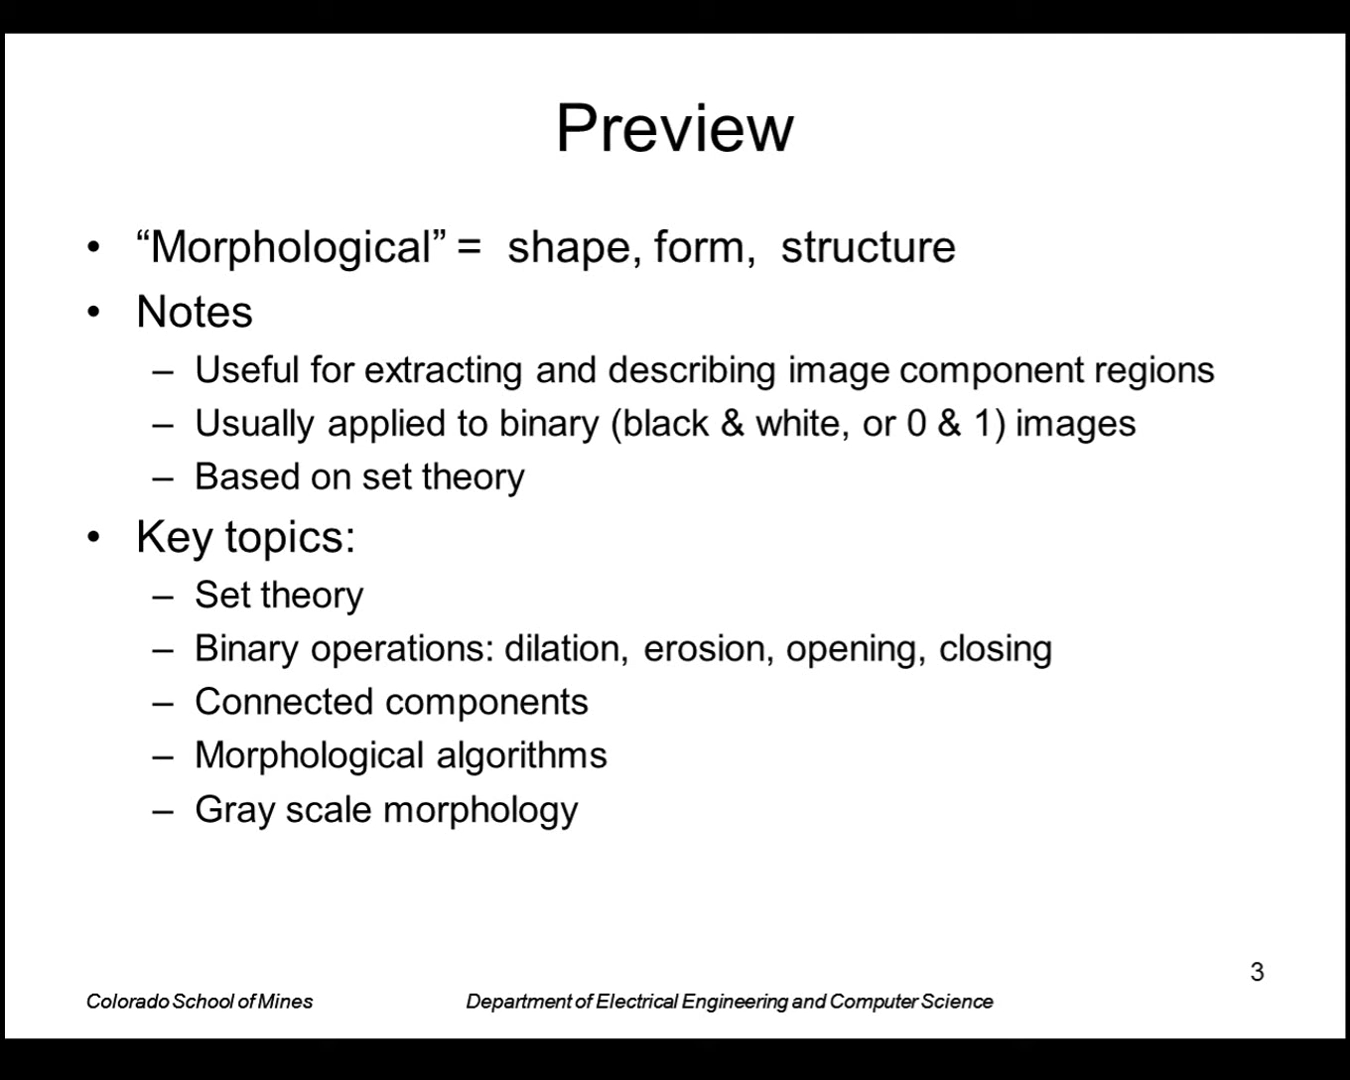 Preview
• “Morphological” = shape, form, structure
• Notes
– Useful for extracting and describing image component regions
– Usually applied to binary (black & white, or 0 & 1) images
– Based on set theory
• Key topics:
– Set theory
– Binary operations: dilation, erosion, opening, closing
– Connected components
– Morphological algorithms
– Gray scale morphology
3
Colorado School of Mines Department of Electrical Engineering and Computer Science